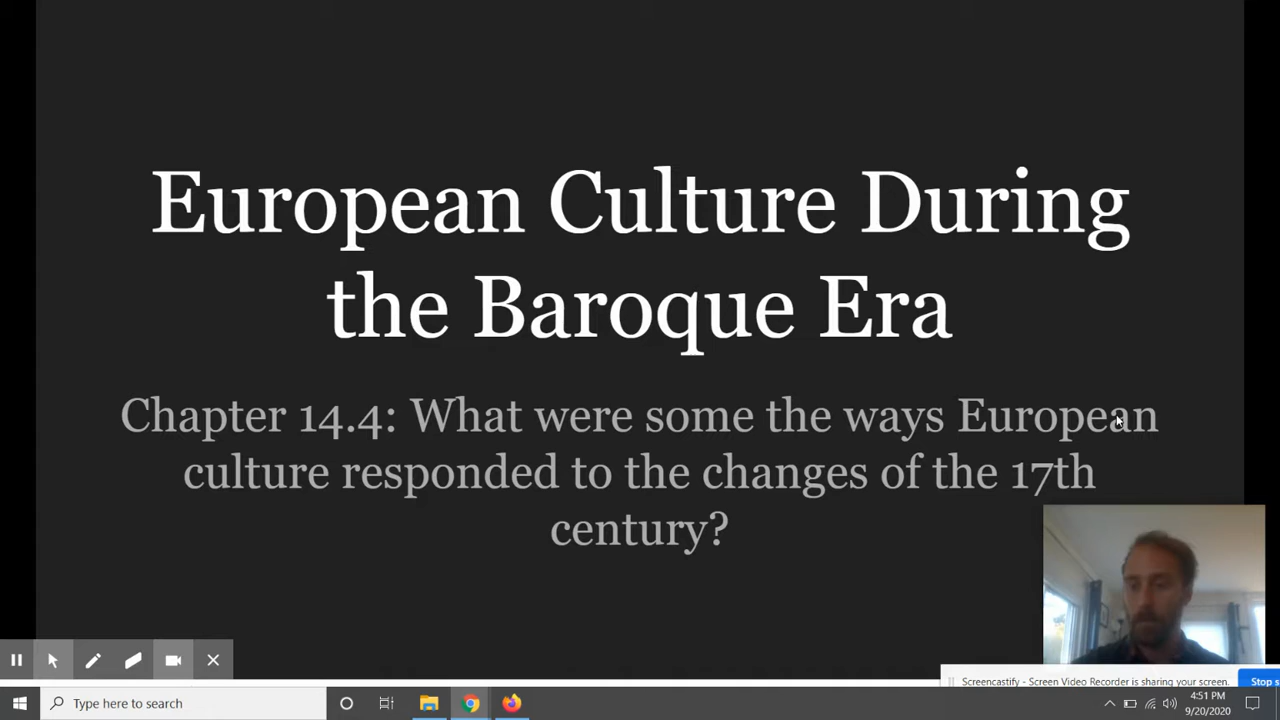 European Culture During
the Baroque Era
Chapter 14.4: What were some the ways European
culture responded to the changes of the 17th
century?
Screencastify - Screen Video Recorder is sharing your screen.
Stop s
Type here to search
4:51 PM
9/20/2020